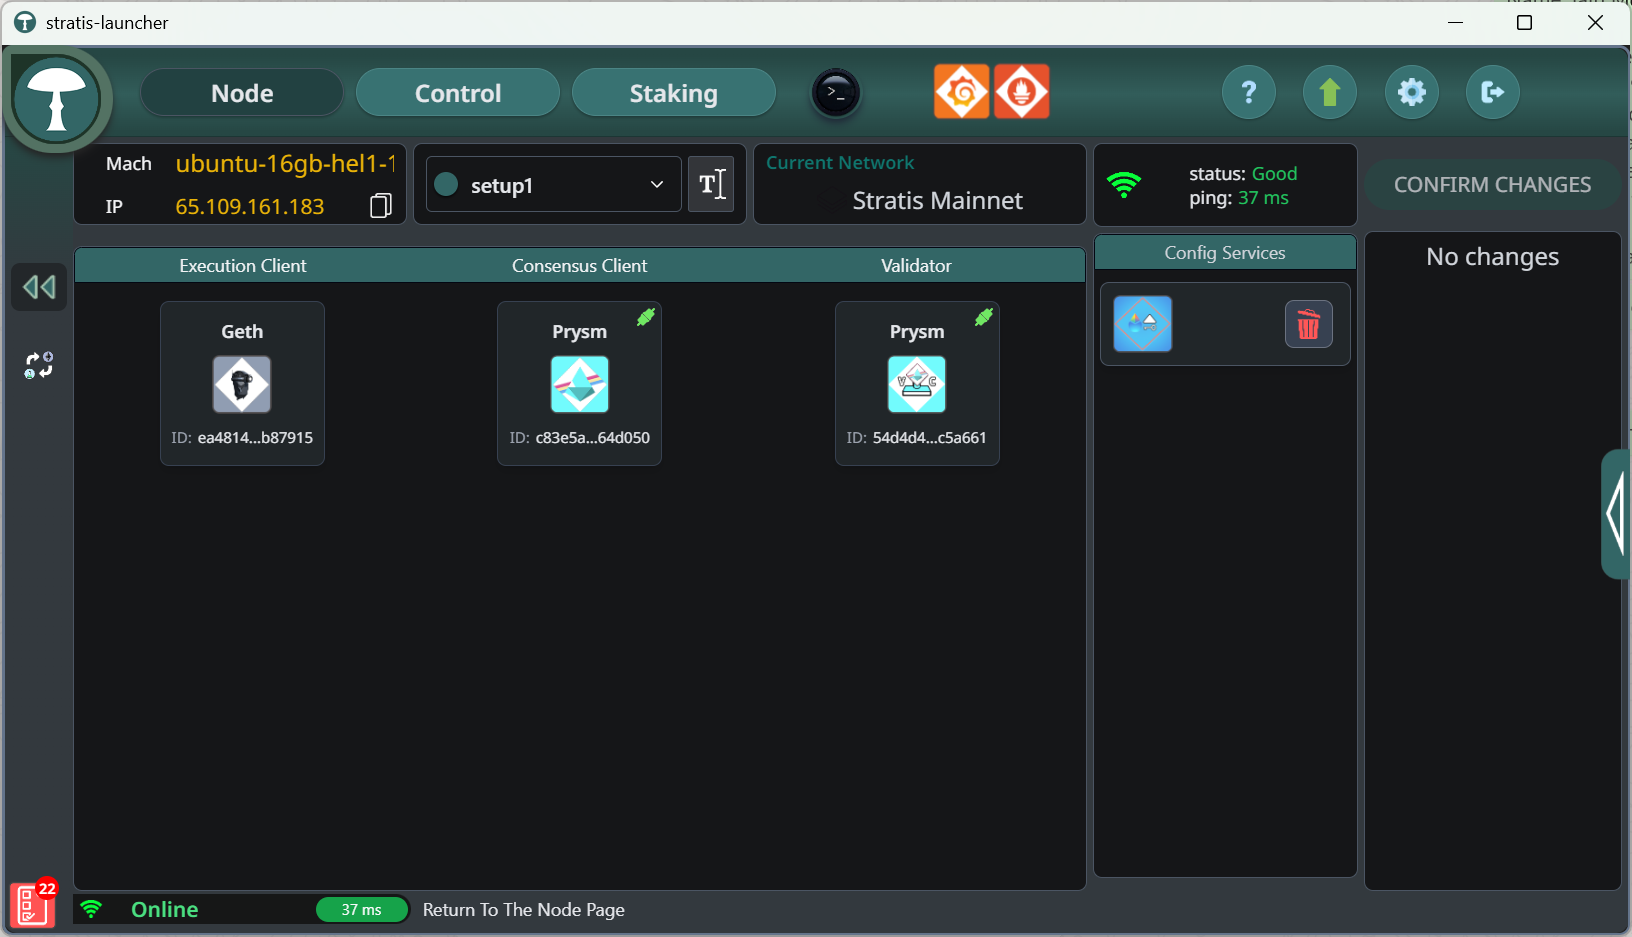 stratis-launcher
Node
Control
Staking
>_
?
Mach
ubuntu-16gb-hel1-1
IP
65.109.161.183
setup1
T
Current Network
Stratis Mainnet
status: Good
ping: 37 ms
CONFIRM CHANGES
Execution Client
Consensus Client
Validator
Config Services
No changes
Geth
ID: ea4814...b87915
Prysm
ID: c83e5a...64d050
Prysm
V C
ID: 54d4d4...c5a661
22
Online
37 ms
Return To The Node Page